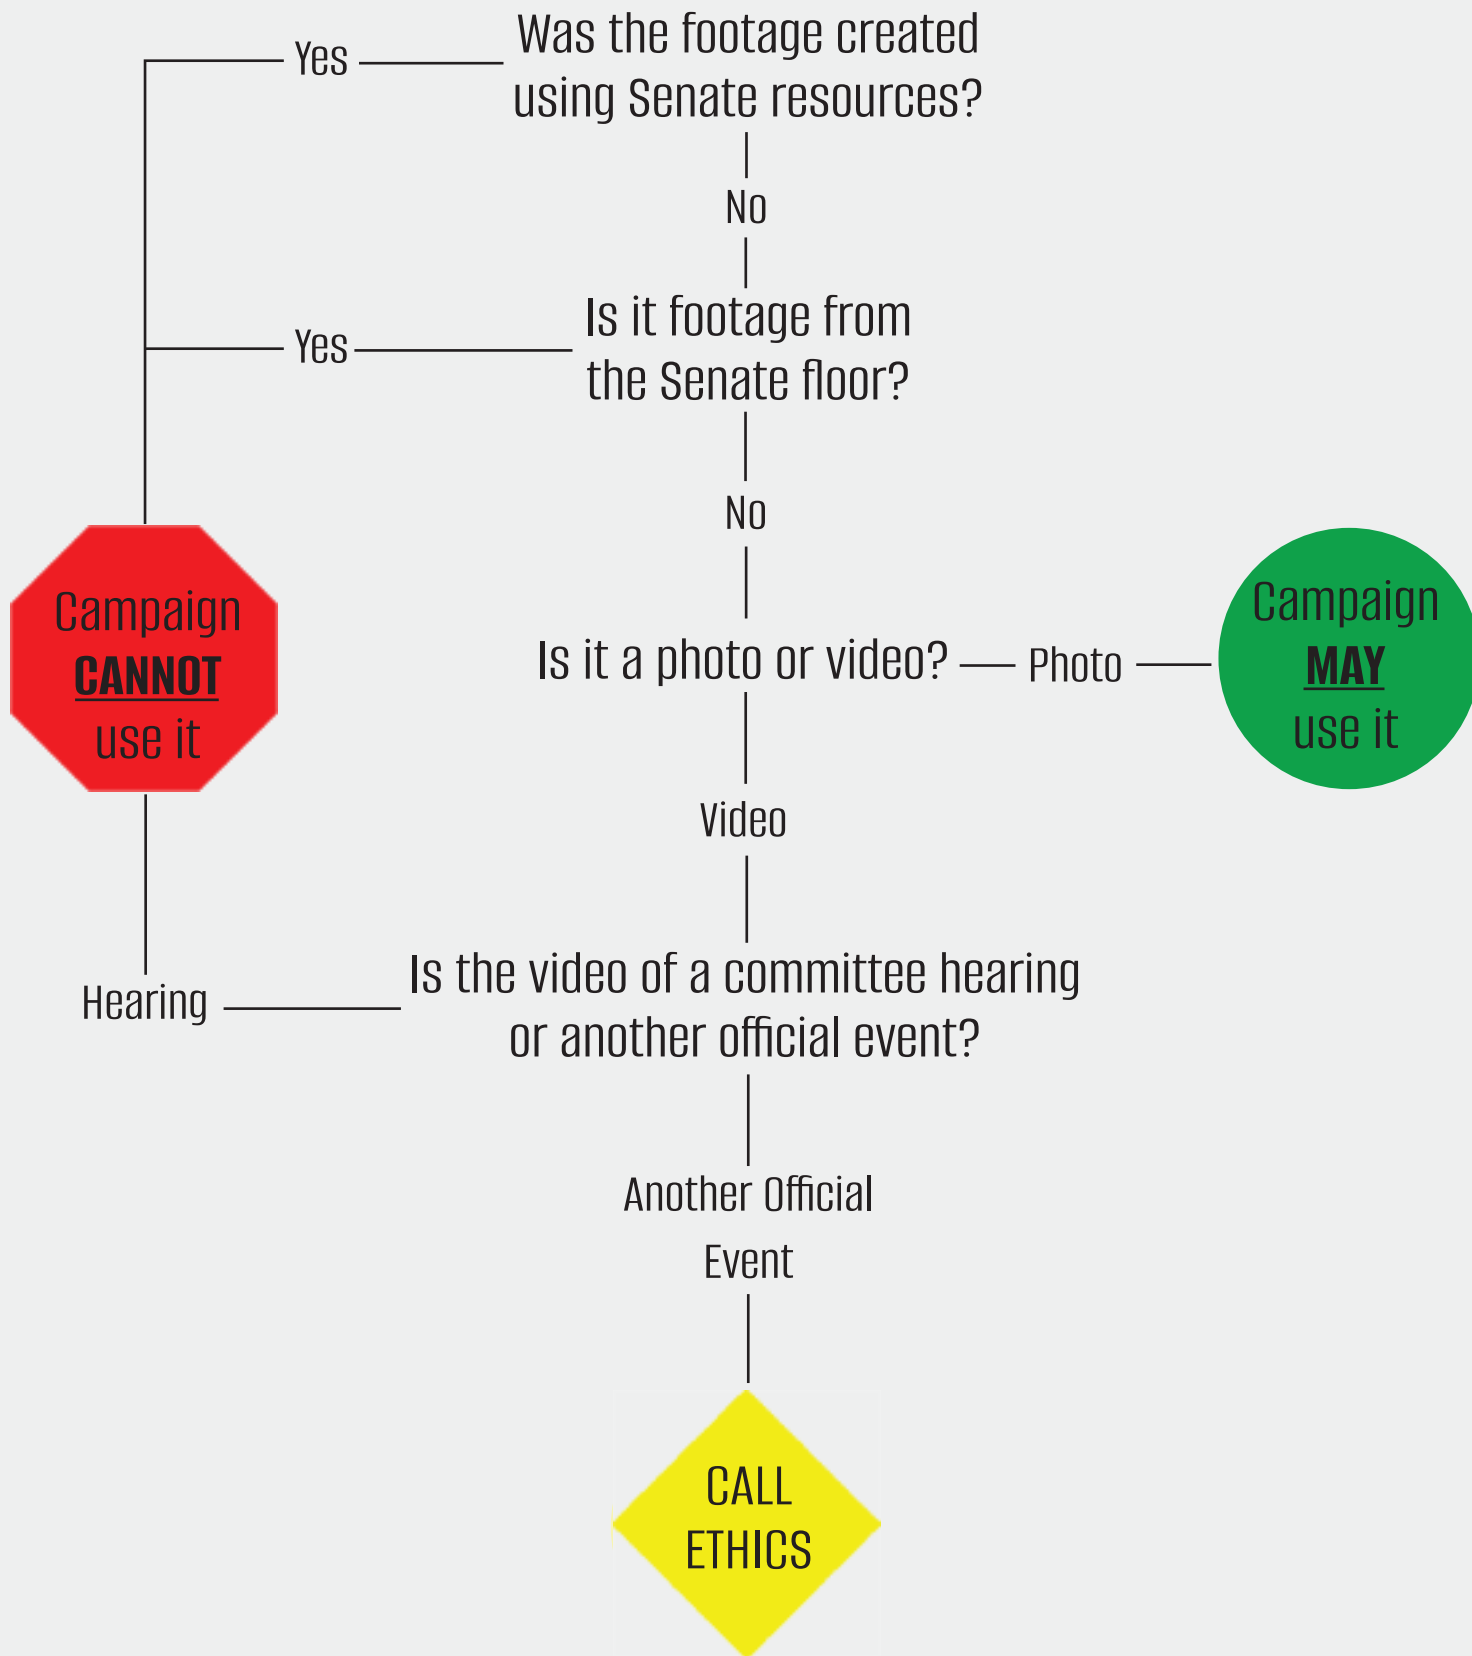 Was the footage created
using Senate resources?
Yes
No
Is it footage from
the Senate floor?
Yes
No
Campaign
CANNOT
use it
Is it a photo or video?
Photo
Campaign
MAY
use it
Video
Is the video of a committee hearing
or another official event?
Hearing
Another Official
Event
CALL
ETHICS